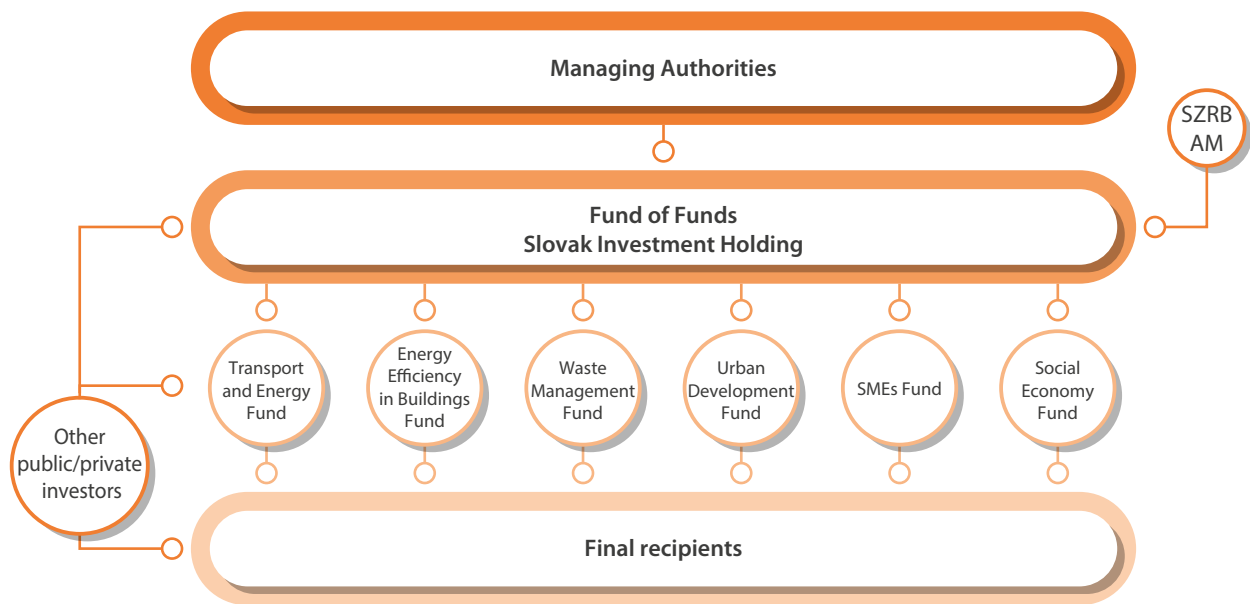 Managing Authorities
SZRB
AM
Fund of Funds
Slovak Investment Holding
Transport
and Energy
Fund
Energy
Efficiency
in Buildings
Fund
Waste
Management
Fund
Urban
Development
Fund
SMEs Fund
Social
Economy
Fund
Other
public/private
investors
Final recipients